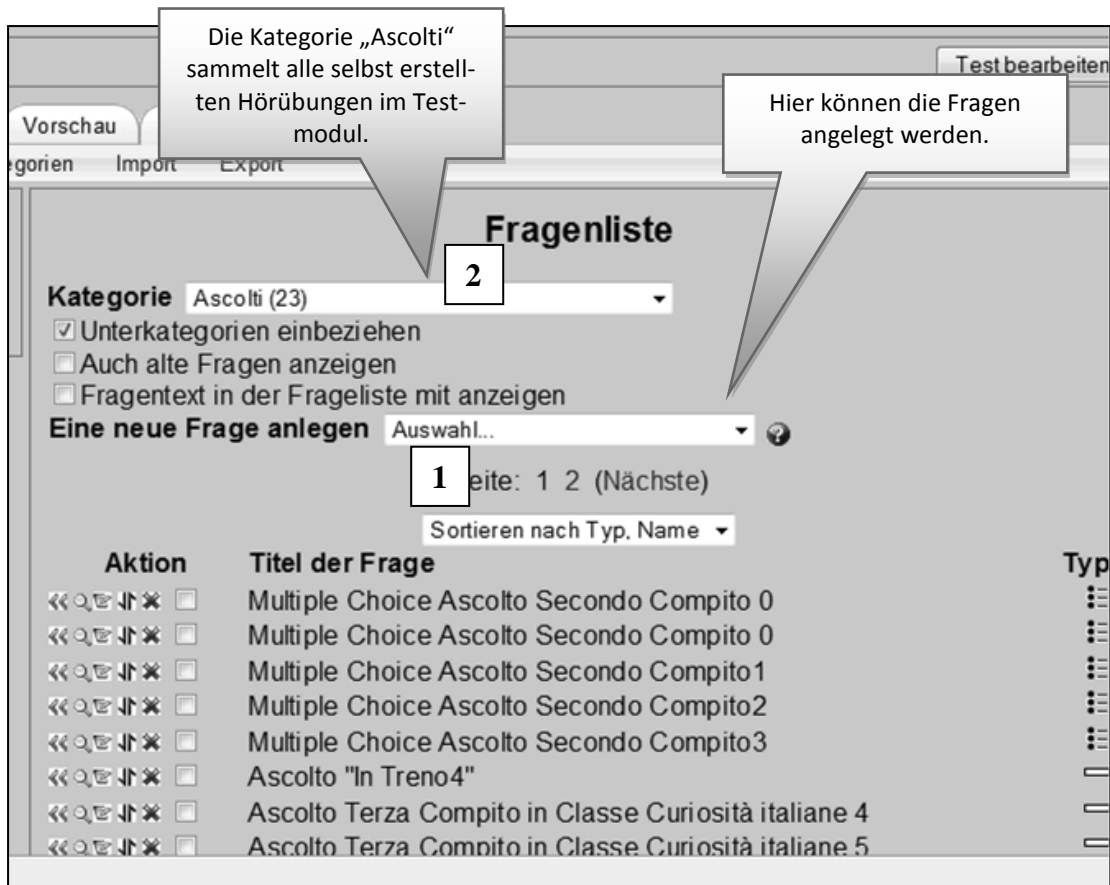 Die Kategorie „Ascolti“
sammelt alle selbst erstell-
ten Hörübungen im Test-
modul.
Test bearbeiten
Hier können die Fragen
angelegt werden.
Vorschau
gorien Import Export
Fragenliste
2
Kategorie Ascolti (23)
Unterkategorien einbeziehen
Auch alte Fragen anzeigen
Fragentext in der Frageliste mit anzeigen
Eine neue Frage anlegen Auswahl...
1 eite: 1 2 (Nächste)
Sortieren nach Typ, Name
Aktion Titel der Frage Typ
Multiple Choice Ascolto Secondo Compito 0
Multiple Choice Ascolto Secondo Compito 0
Multiple Choice Ascolto Secondo Compito1
Multiple Choice Ascolto Secondo Compito2
Multiple Choice Ascolto Secondo Compito3
Ascolto "In Treno4"
Ascolto Terza Compito in Classe Curiosità italiane 4
Ascolto Terza Compito in Classe Curiosità italiane 5